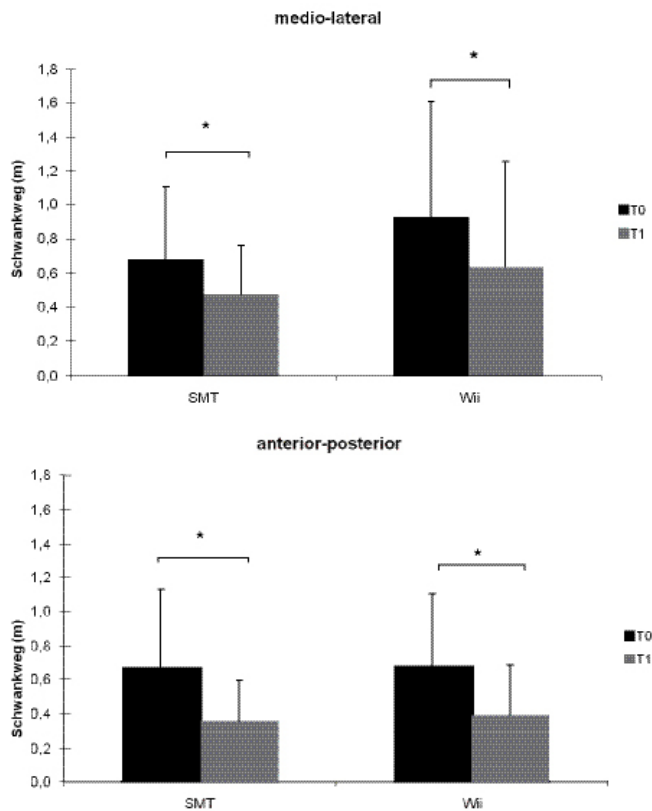 medio-lateral
1,8
1,6
1,4
1,2
1,0
0,8
0,6
0,4
0,2
0,0
Schwankweg (m)
*
*
SMT
Wii
T0
T1
anterior-posterior
1,8
1,6
1,4
1,2
1,0
0,8
0,6
0,4
0,2
0,0
Schwankweg (m)
*
*
SMT
Wii
T0
T1